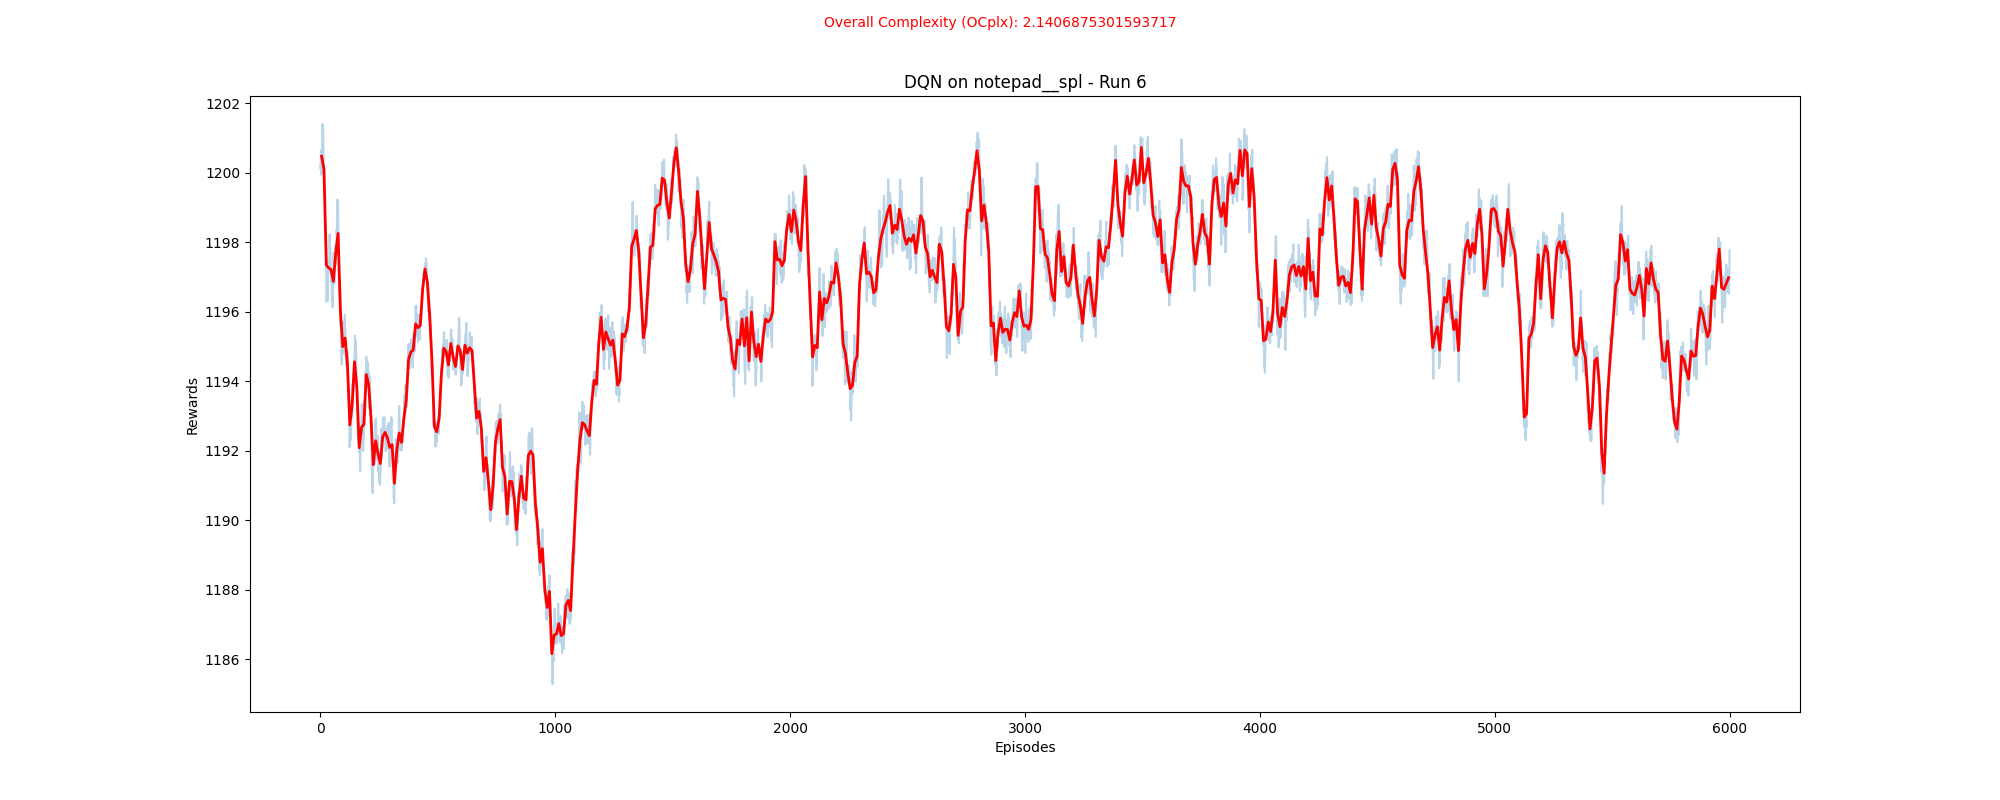 Overall Complexity (OCplx): 2.1406875301593717
DQN on notepad__spl - Run 6
1202
1200
1198
1196
1194
1192
1190
1188
1186
Rewards
0 1000 2000 3000 4000 5000 6000
Episodes